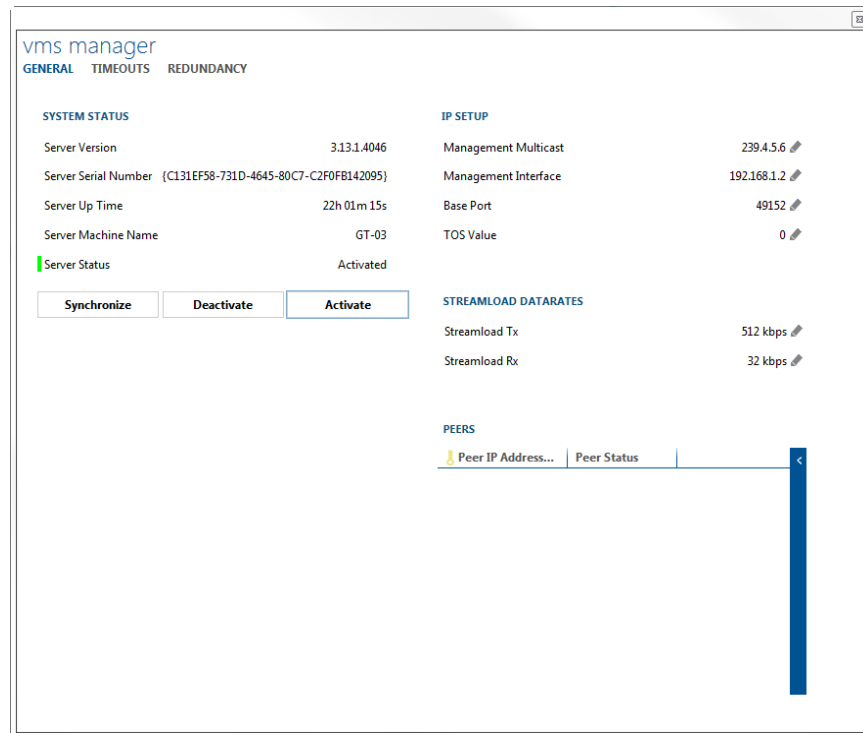 vms manager
GENERAL TIMEOUTS REDUNDANCY
SYSTEM STATUS
Server Version 3.13.1.4046
Server Serial Number {C131EF58-731D-4645-80C7-C2F0FB142095}
Server Up Time 22h 01m 15s
Server Machine Name GT-03
Server Status Activated
Synchronize Deactivate Activate
IP SETUP
Management Multicast 239.4.5.6
Management Interface 192.168.1.2
Base Port 49152
TOS Value 0
STREAMLOAD DATARATES
Streamload Tx 512 kbps
Streamload Rx 32 kbps
PEERS
Peer IP Address... Peer Status